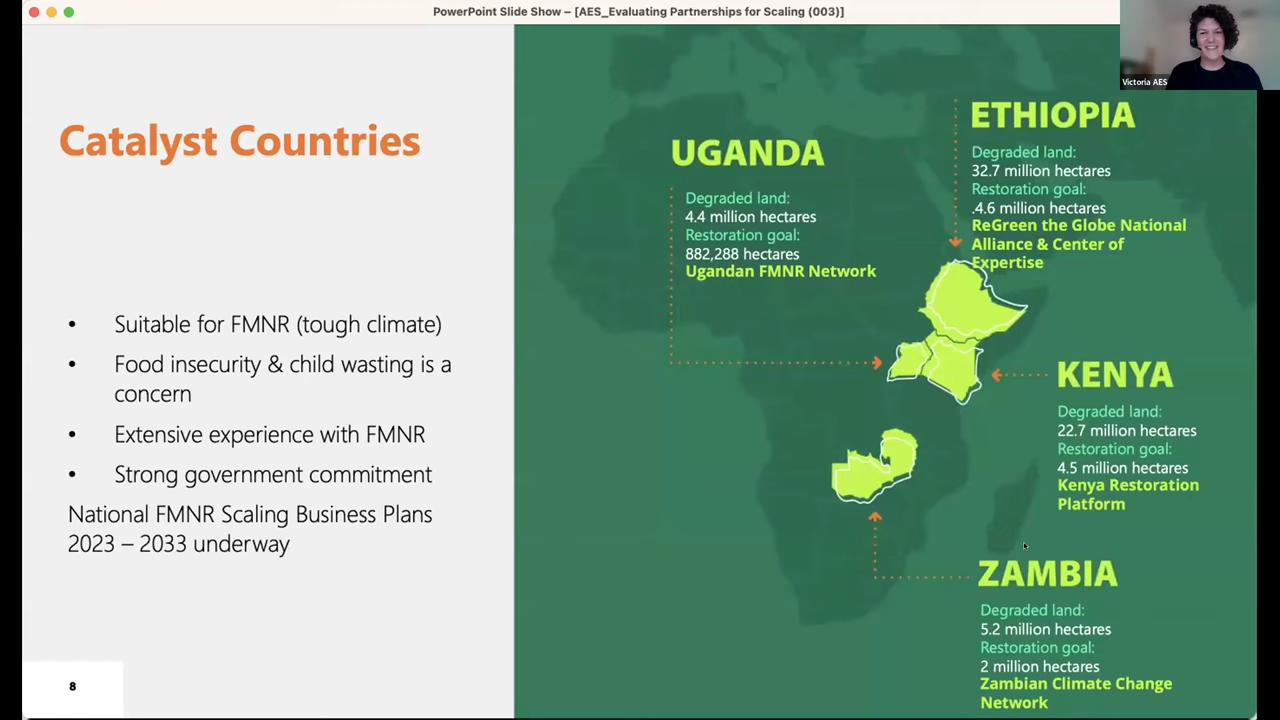 PowerPoint Slide Show – [AES_Evaluating Partnerships for Scaling (003)]
Victoria AES
Catalyst Countries
• Suitable for FMNR (tough climate)
• Food insecurity & child wasting is a
concern
• Extensive experience with FMNR
• Strong government commitment
National FMNR Scaling Business Plans
2023 – 2033 underway
8
UGANDA
Degraded land:
4.4 million hectares
Restoration goal:
882,288 hectares
Ugandan FMNR Network
ETHIOPIA
Degraded land:
32.7 million hectares
Restoration goal:
.4.6 million hectares
ReGreen the Globe National
Alliance & Center of
Expertise
KENYA
Degraded land:
22.7 million hectares
Restoration goal:
4.5 million hectares
Kenya Restoration
Platform
ZAMBIA
Degraded land:
5.2 million hectares
Restoration goal:
2 million hectares
Zambian Climate Change
Network